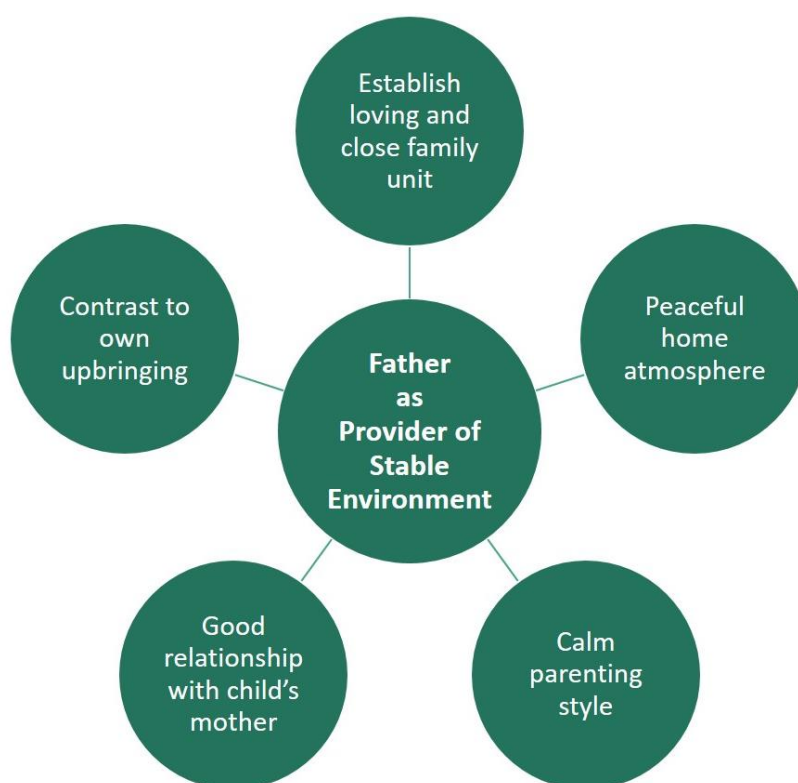 Establish
loving and
close family
unit
Contrast to
own
upbringing
Peaceful
home
atmosphere
Father
as
Provider of
Stable
Environment
Good
relationship
with child’s
mother
Calm
parenting
style